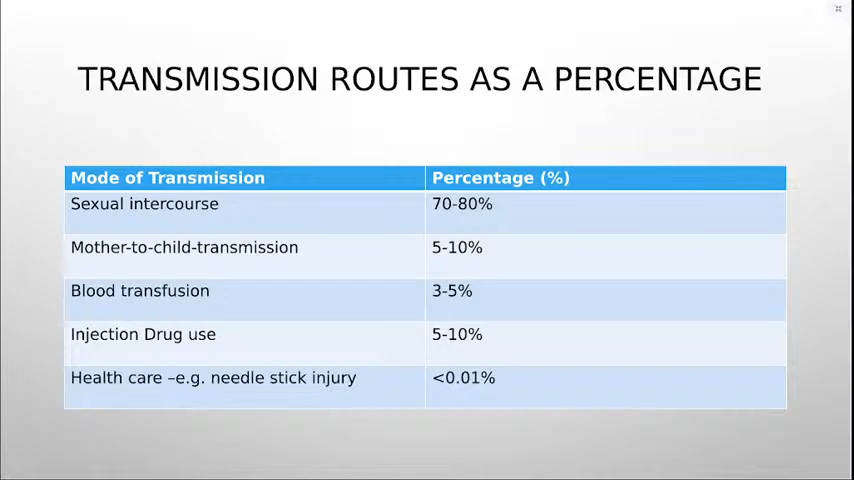 TRANSMISSION ROUTES AS A PERCENTAGE
Mode of Transmission Percentage (%)
Sexual intercourse 70-80%
Mother-to-child-transmission 5-10%
Blood transfusion 3-5%
Injection Drug use 5-10%
Health care –e.g. needle stick injury <0.01%